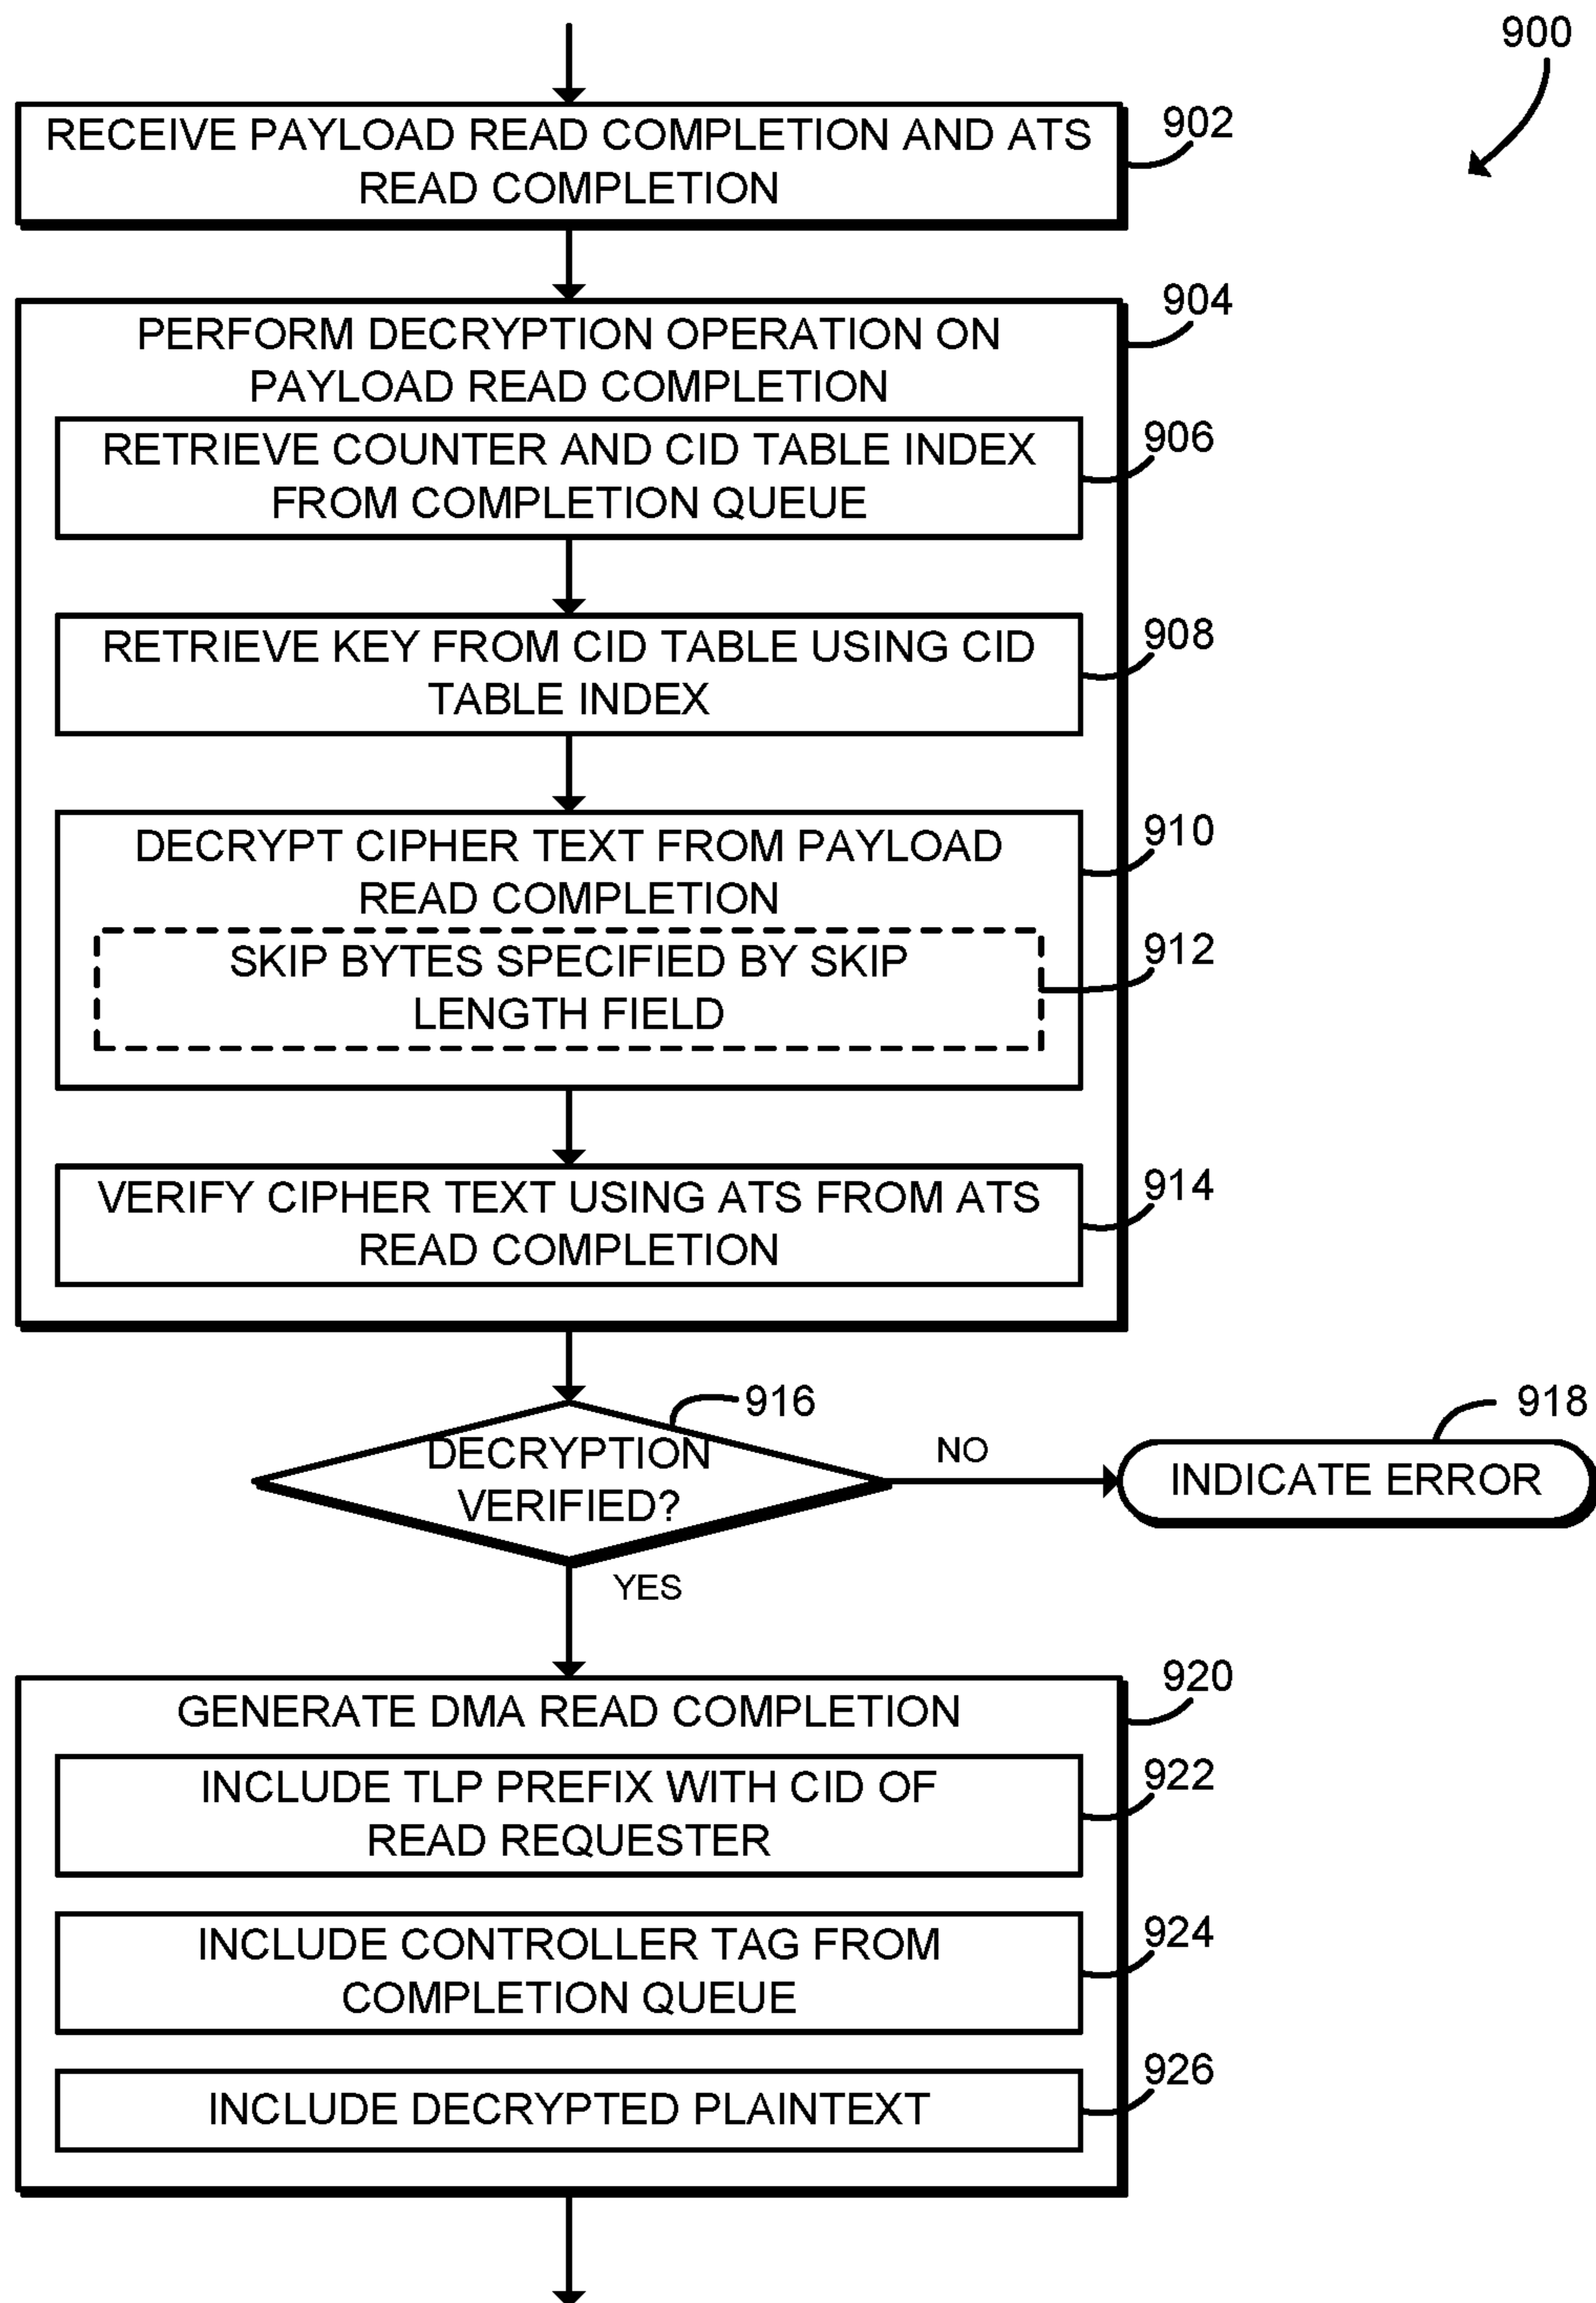 900
RECEIVE PAYLOAD READ COMPLETION AND ATS
READ COMPLETION
902
PERFORM DECRYPTION OPERATION ON
PAYLOAD READ COMPLETION
904
RETRIEVE COUNTER AND CID TABLE INDEX
FROM COMPLETION QUEUE
906
RETRIEVE KEY FROM CID TABLE USING CID
TABLE INDEX
908
DECRYPT CIPHER TEXT FROM PAYLOAD
READ COMPLETION
910
SKIP BYTES SPECIFIED BY SKIP
LENGTH FIELD
912
VERIFY CIPHER TEXT USING ATS FROM ATS
READ COMPLETION
914
DECRYPTION
VERIFIED?
916
NO
INDICATE ERROR
918
YES
GENERATE DMA READ COMPLETION
920
INCLUDE TLP PREFIX WITH CID OF
READ REQUESTER
922
INCLUDE CONTROLLER TAG FROM
COMPLETION QUEUE
924
INCLUDE DECRYPTED PLAINTEXT
926